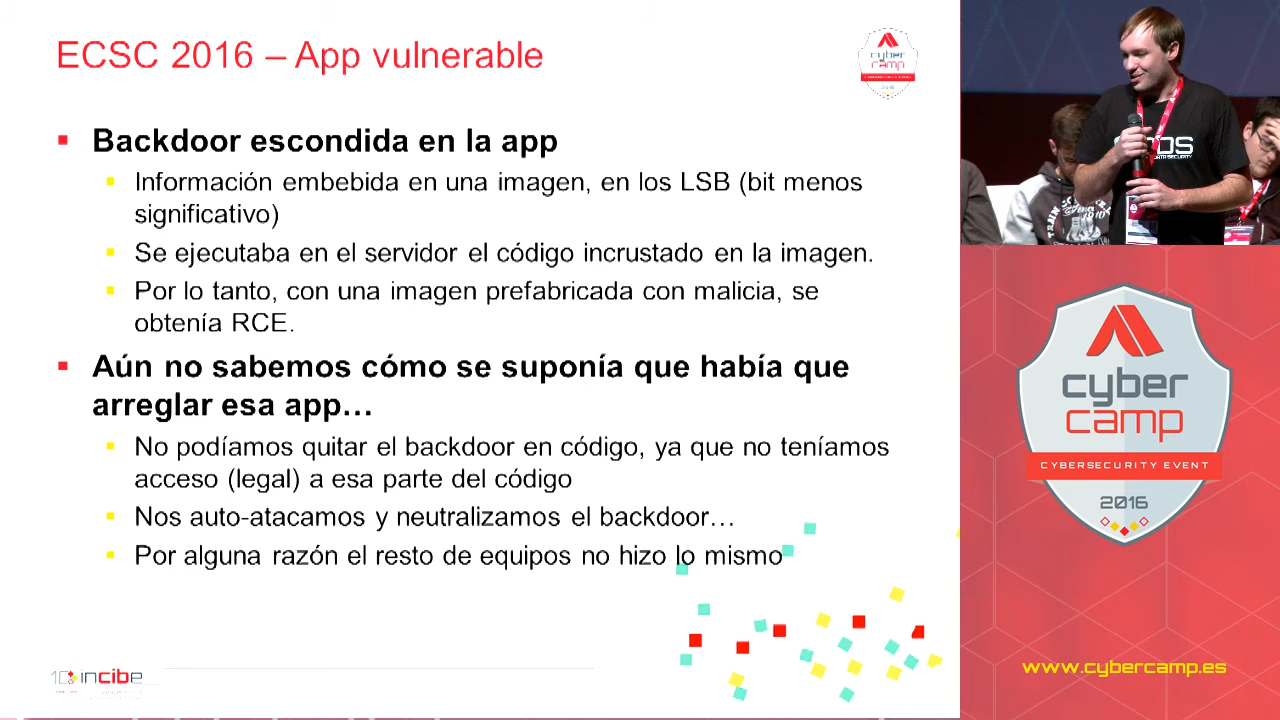 ECSC 2016 – App vulnerable
cyber
camp
Backdoor escondida en la app
Información embebida en una imagen, en los LSB (bit menos
significativo)
Se ejecutaba en el servidor el código incrustado en la imagen.
Por lo tanto, con una imagen prefabricada con malicia, se
obtenía RCE.
Aún no sabemos cómo se suponía que había que
arreglar esa app…
No podíamos quitar el backdoor en código, ya que no teníamos
acceso (legal) a esa parte del código
Nos auto-atacamos y neutralizamos el backdoor…
Por alguna razón el resto de equipos no hizo lo mismo
incibe
DATA SECURITY
cyber
camp
CYBERSECURITY EVENT
2016
www.cybercamp.es